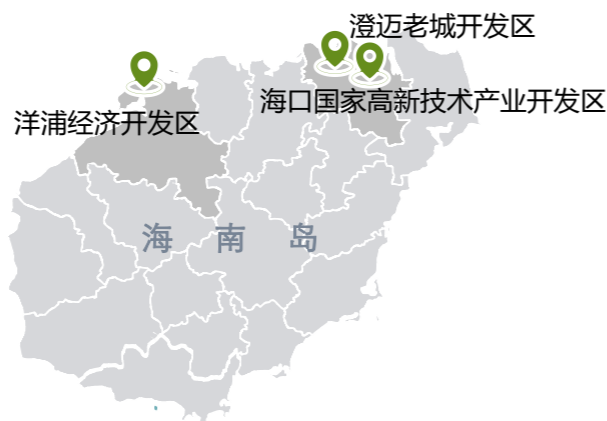 澄迈老城开发区
海口国家高新技术产业开发区
洋浦经济开发区
海南岛